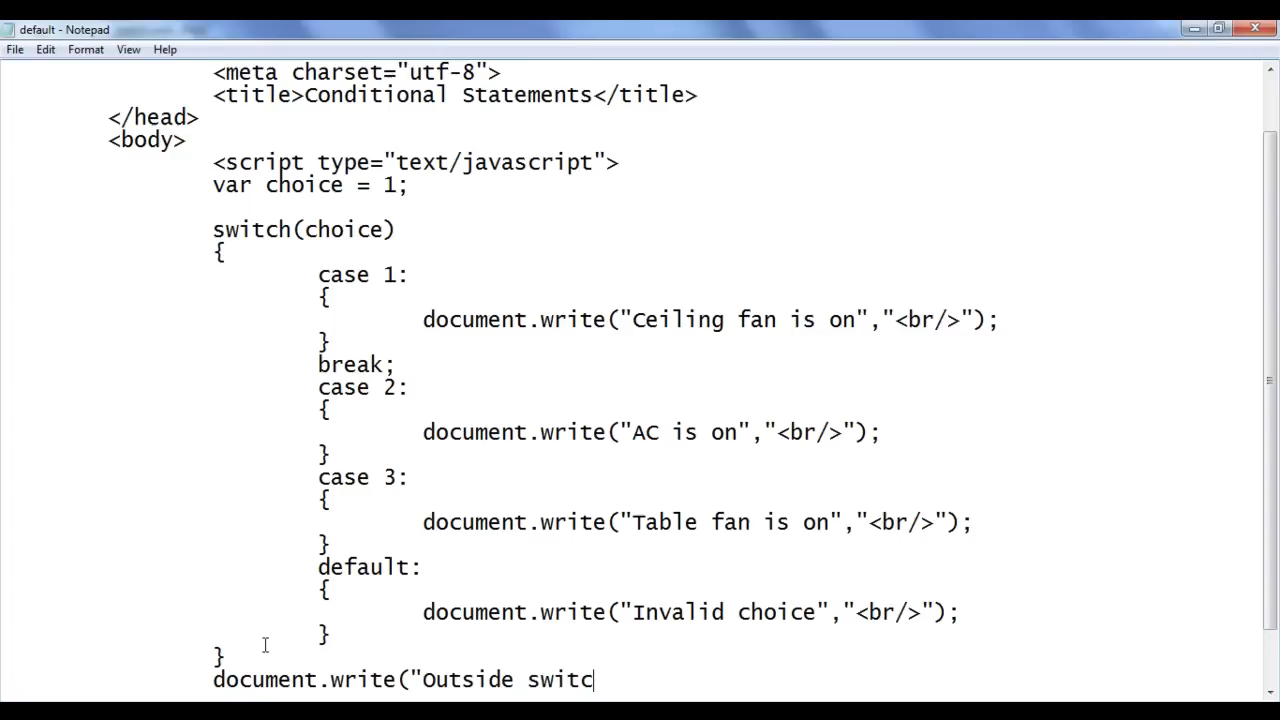 default - Notepad
File Edit Format View Help
<meta charset="utf-8">
<title>Conditional Statements</title>
</head>
<body>
<script type="text/javascript">
var choice = 1;
switch(choice)
{
case 1:
{
document.write("Ceiling fan is on","<br/>");
}
break;
case 2:
{
document.write("AC is on","<br/>");
}
case 3:
{
document.write("Table fan is on","<br/>");
}
default:
{
document.write("Invalid choice","<br/>");
}
}
document.write("Outside switc